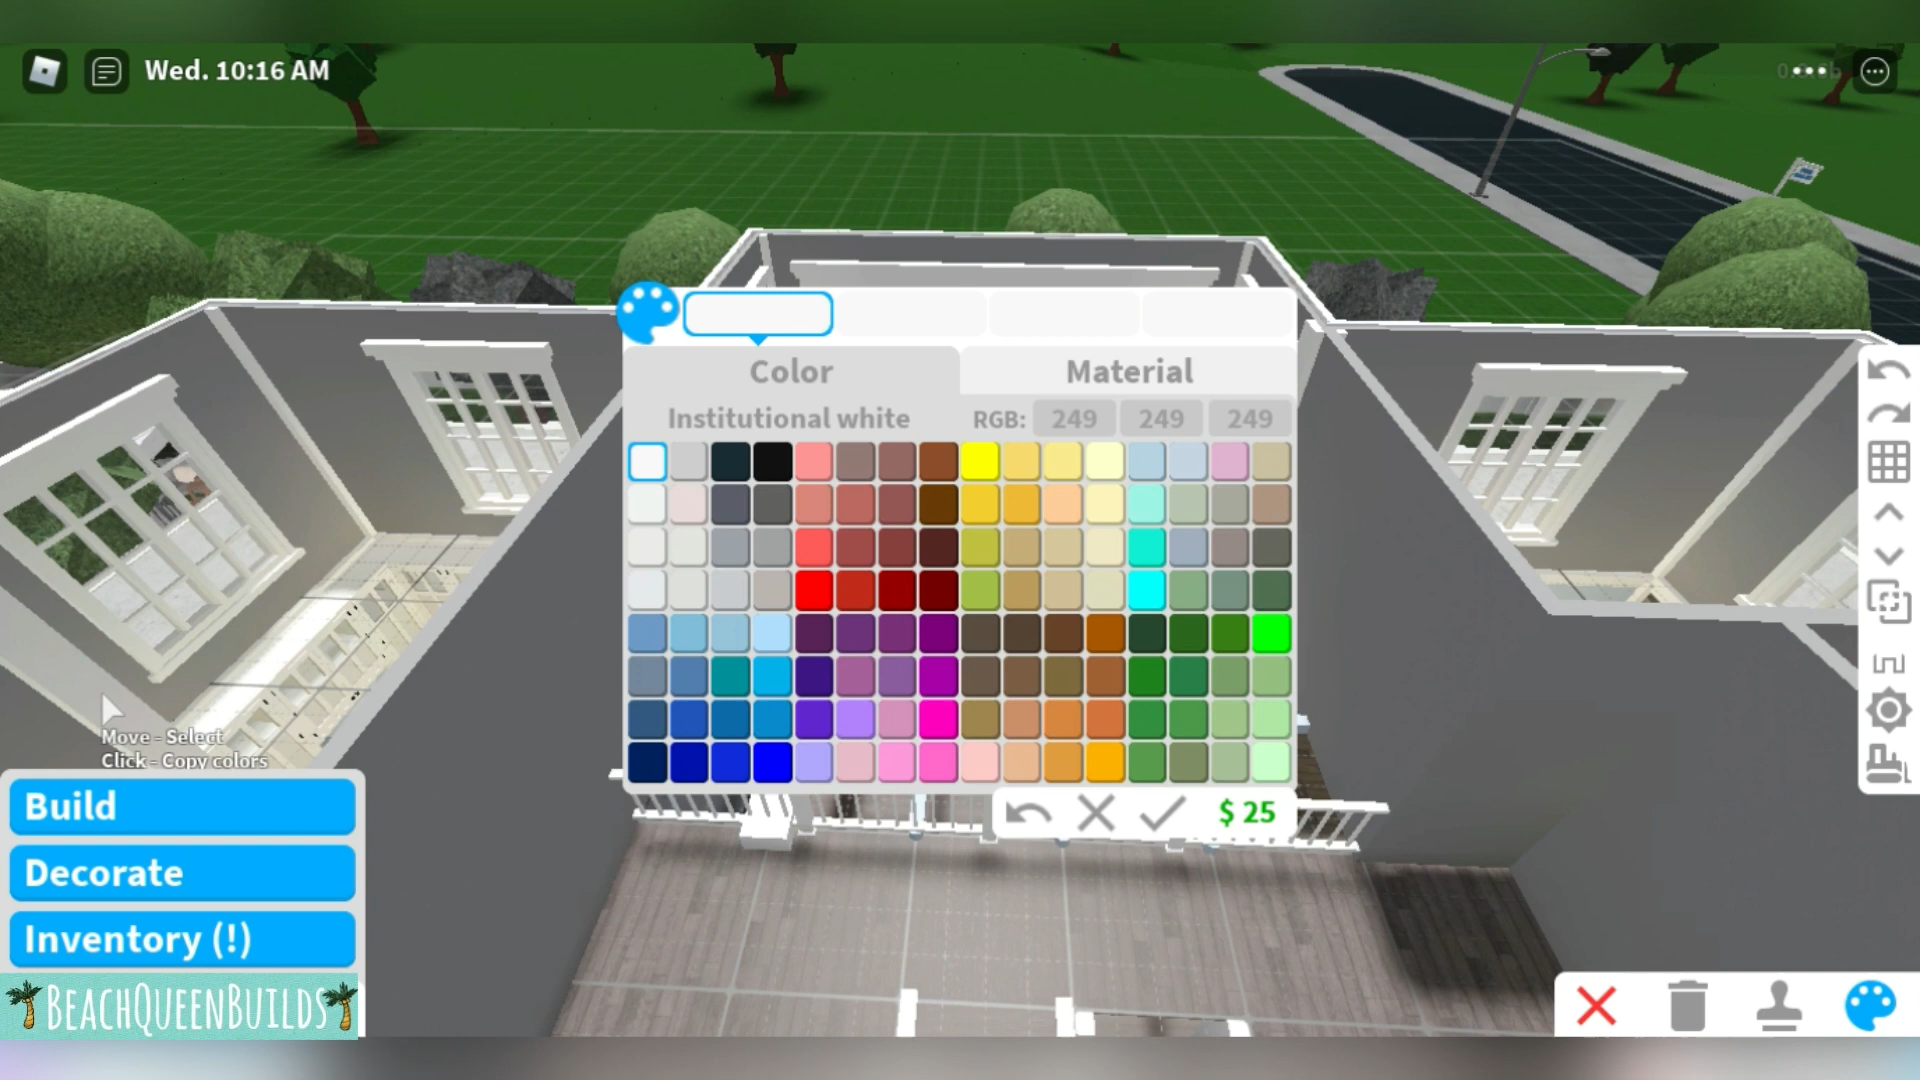 Wed. 10:16 AM
Color
Material
Institutional white
RGB: 249 249 249
Move - Select
Click - Copy colors
Build
Decorate
Inventory (!)
BEACHQUEENBUILDS
$ 25